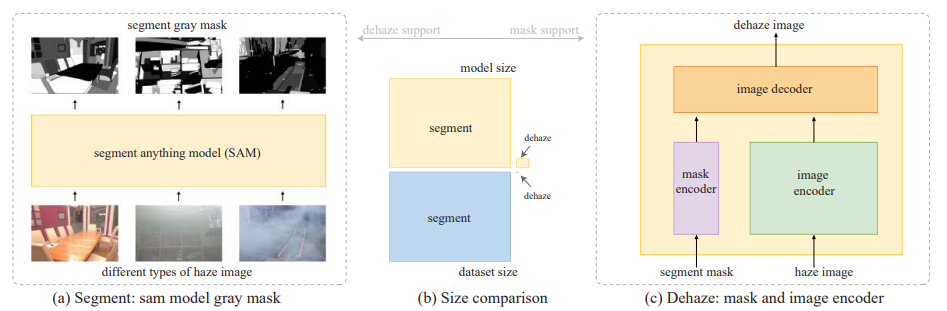 segment gray mask
segment anything model (SAM)
different types of haze image
(a) Segment: sam model gray mask
dehaze support
mask support
model size
segment
dehaze
dehaze
segment
dataset size
(b) Size comparison
dehaze image
image decoder
mask
encoder
image
encoder
segment mask
haze image
(c) Dehaze: mask and image encoder